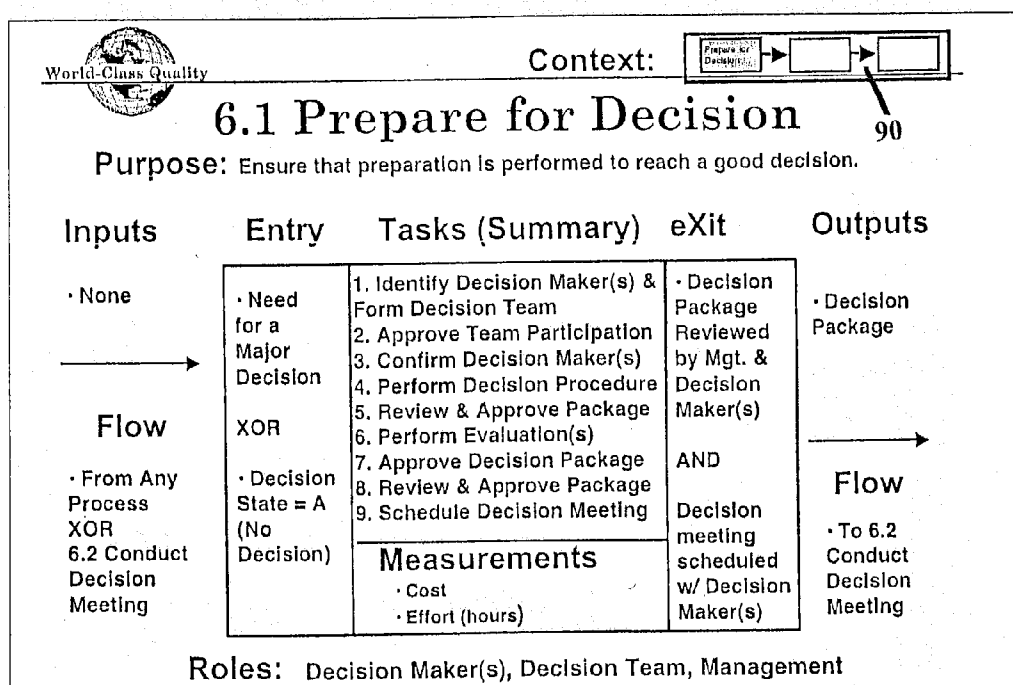 World-Class Quality
Context:
Prepare for
Decision
90
6.1 Prepare for Decision
Purpose: Ensure that preparation is performed to reach a good decision.
Inputs
· None
Flow
· From Any
Process
XOR
6.2 Conduct
Decision
Meeting
Entry
· Need
for a
Major
Decision
XOR
· Decision
State = A
(No
Decision)
Tasks (Summary)
1. Identify Decision Maker(s) &
Form Decision Team
2. Approve Team Participation
3. Confirm Decision Maker(s)
4. Perform Decision Procedure
5. Review & Approve Package
6. Perform Evaluation(s)
7. Approve Decision Package
8. Review & Approve Package
9. Schedule Decision Meeting
Measurements
· Cost
· Effort (hours)
eXit
· Decision
Package
Reviewed
by Mgt. &
Decision
Maker(s)
AND
Decision
meeting
scheduled
w/ Decision
Maker(s)
Outputs
· Decision
Package
Flow
· To 6.2
Conduct
Decision
Meeting
Roles: Decision Maker(s), Decision Team, Management